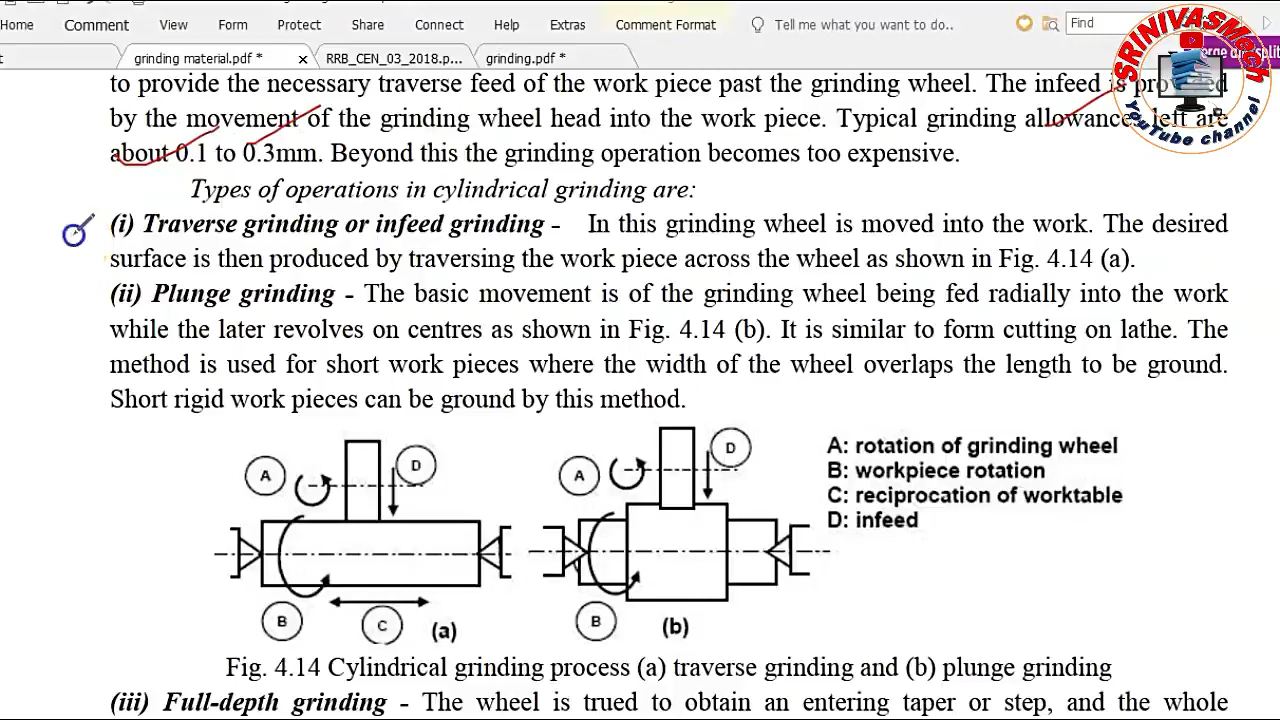 Home Comment View Form Protect Share Connect Help Extras Comment Format Tell me what you want to do.. Find
grinding material.pdf * x RRB_CEN_03_2018.p... grinding.pdf *
SRINIVASMech
YouTube channel
to provide the necessary traverse feed of the work piece past the grinding wheel. The infeed is provided
by the movement of the grinding wheel head into the work piece. Typical grinding allowances left are
about 0.1 to 0.3mm. Beyond this the grinding operation becomes too expensive.
Types of operations in cylindrical grinding are:
(i) Traverse grinding or infeed grinding - In this grinding wheel is moved into the work. The desired
surface is then produced by traversing the work piece across the wheel as shown in Fig. 4.14 (a).
(ii) Plunge grinding - The basic movement is of the grinding wheel being fed radially into the work
while the later revolves on centres as shown in Fig. 4.14 (b). It is similar to form cutting on lathe. The
method is used for short work pieces where the width of the wheel overlaps the length to be ground.
Short rigid work pieces can be ground by this method.
A D A D
B C (a) B (b)
A: rotation of grinding wheel
B: workpiece rotation
C: reciprocation of worktable
D: infeed
Fig. 4.14 Cylindrical grinding process (a) traverse grinding and (b) plunge grinding
(iii) Full-depth grinding - The wheel is trued to obtain an entering taper or step, and the whole